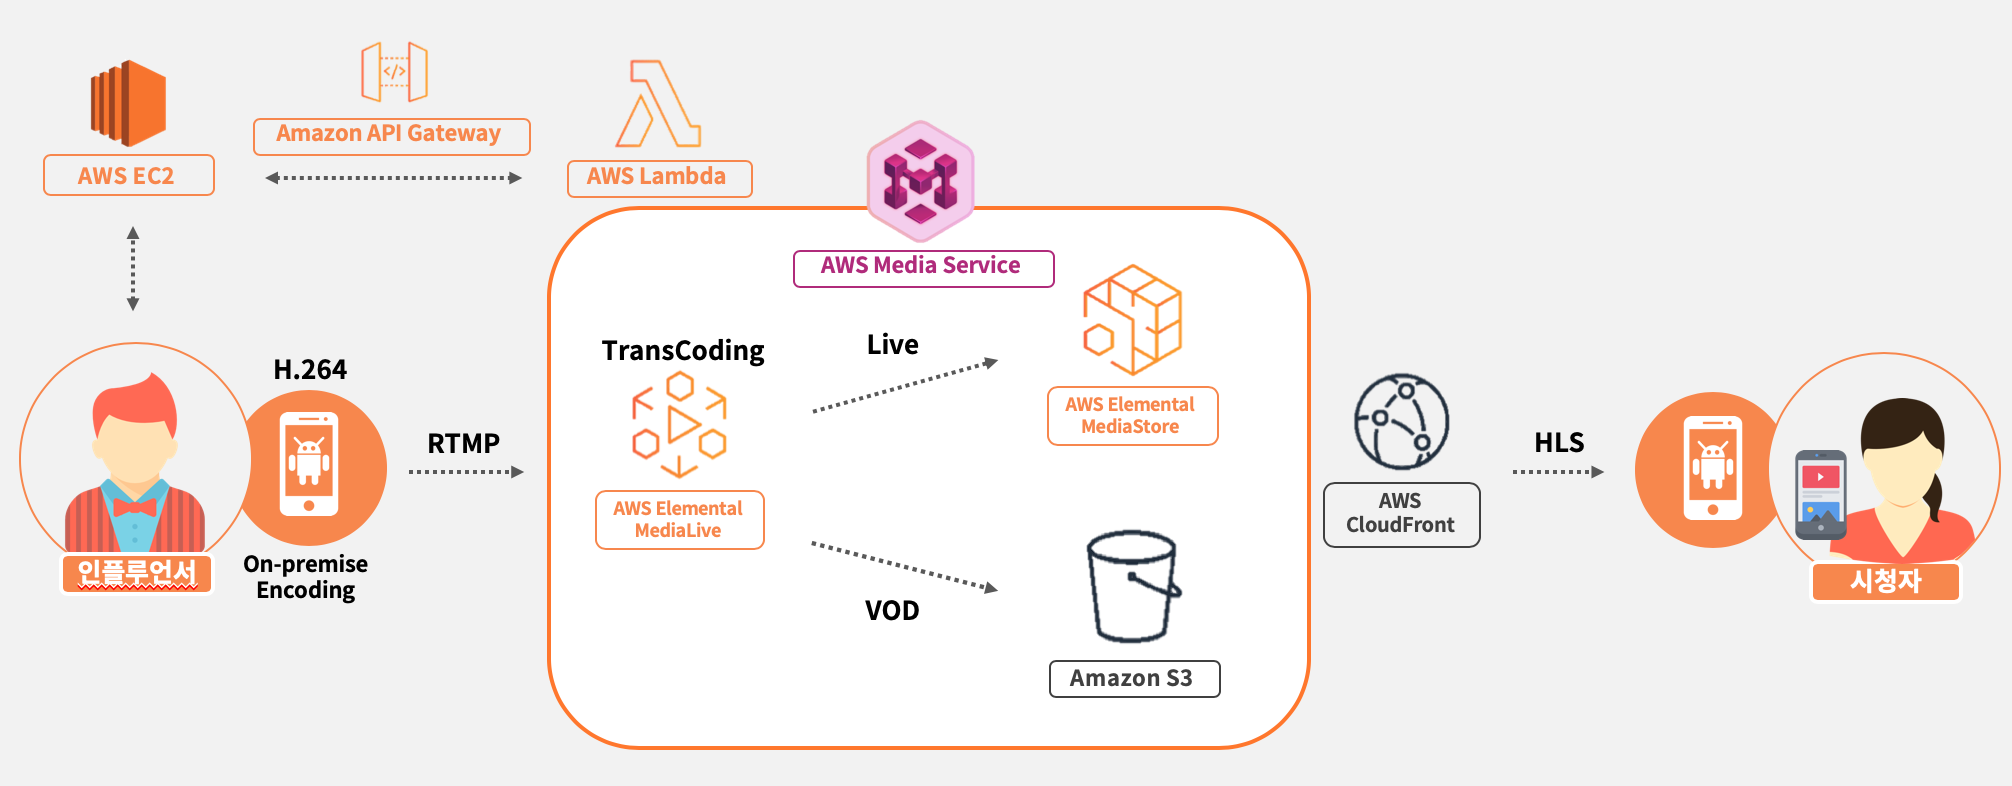 Amazon API Gateway
AWS EC2
AWS Lambda
AWS Media Service
H.264
On-premise
Encoding
인플루언서
RTMP
TransCoding
AWS Elemental
MediaLive
Live
AWS Elemental
MediaStore
VOD
Amazon S3
AWS
CloudFront
HLS
시청자